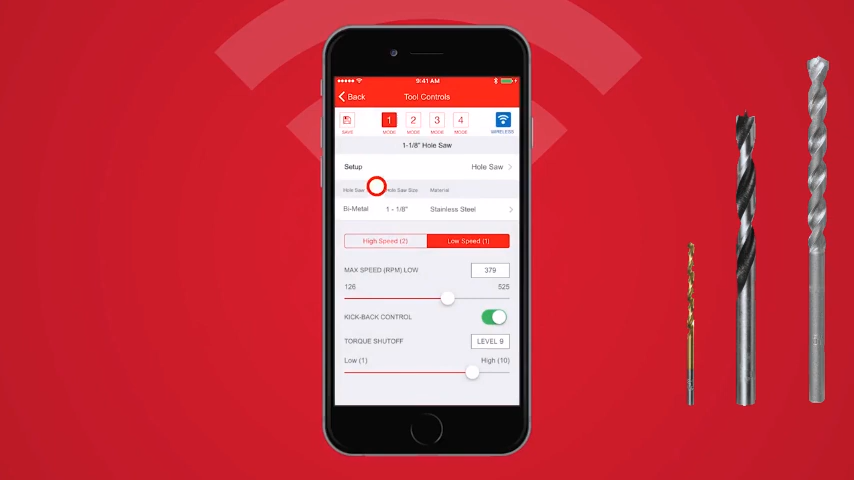 9:41 AM
Back
Tool Controls
1 2 3 4
SAVE MODE MODE MODE MODE WIRELESS
1-1/8" Hole Saw
Setup Hole Saw
Hole Saw Hole Saw Size Material
Bi-Metal 1 - 1/8" Stainless Steel
High Speed (2) Low Speed (1)
MAX SPEED (RPM) LOW 379
126 525
KICK-BACK CONTROL
TORQUE SHUTOFF LEVEL 9
Low (1) High (10)